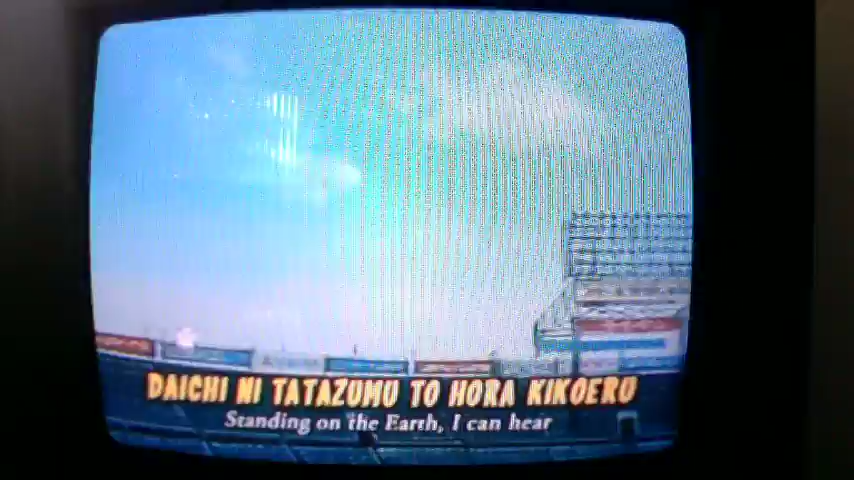 DAICHI NI TATAZUMU TO HORA KIKOERU
Standing on the Earth, I can hear